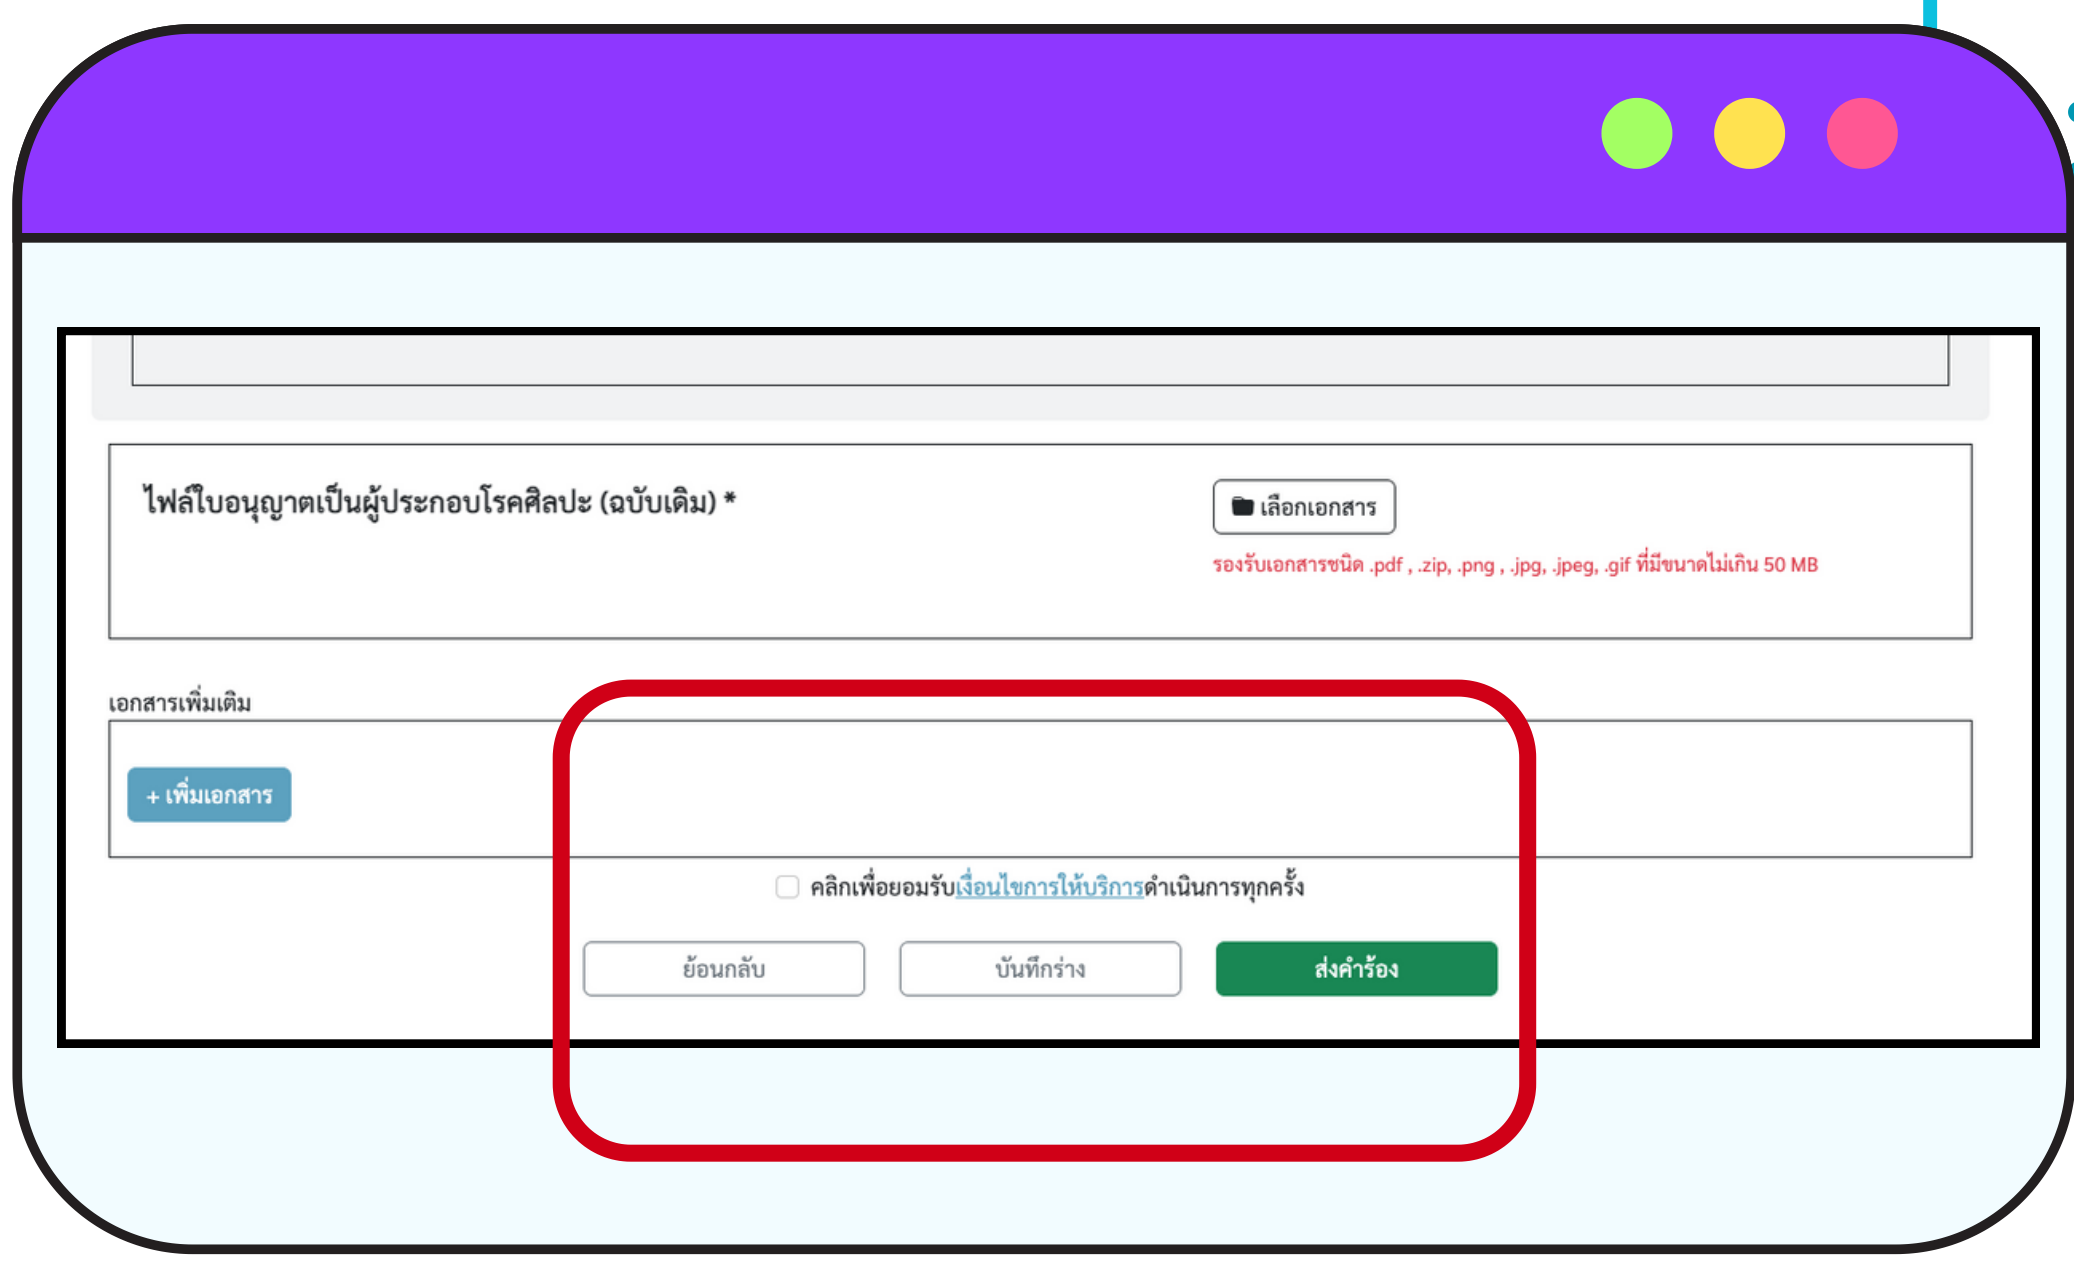 ไฟล์ใบอนุญาตเป็นผู้ประกอบโรคศิลปะ (ฉบับเดิม) *
เลือกเอกสาร
รองรับเอกสารชนิด .pdf , .zip, .png , .jpg, .jpeg, .gif ที่มีขนาดไม่เกิน 50 MB
เอกสารเพิ่มเติม
+ เพิ่มเอกสาร
คลิกเพื่อยอมรับเงื่อนไขการให้บริการดำเนินการทุกครั้ง
ย้อนกลับ
บันทึกร่าง
ส่งคำร้อง